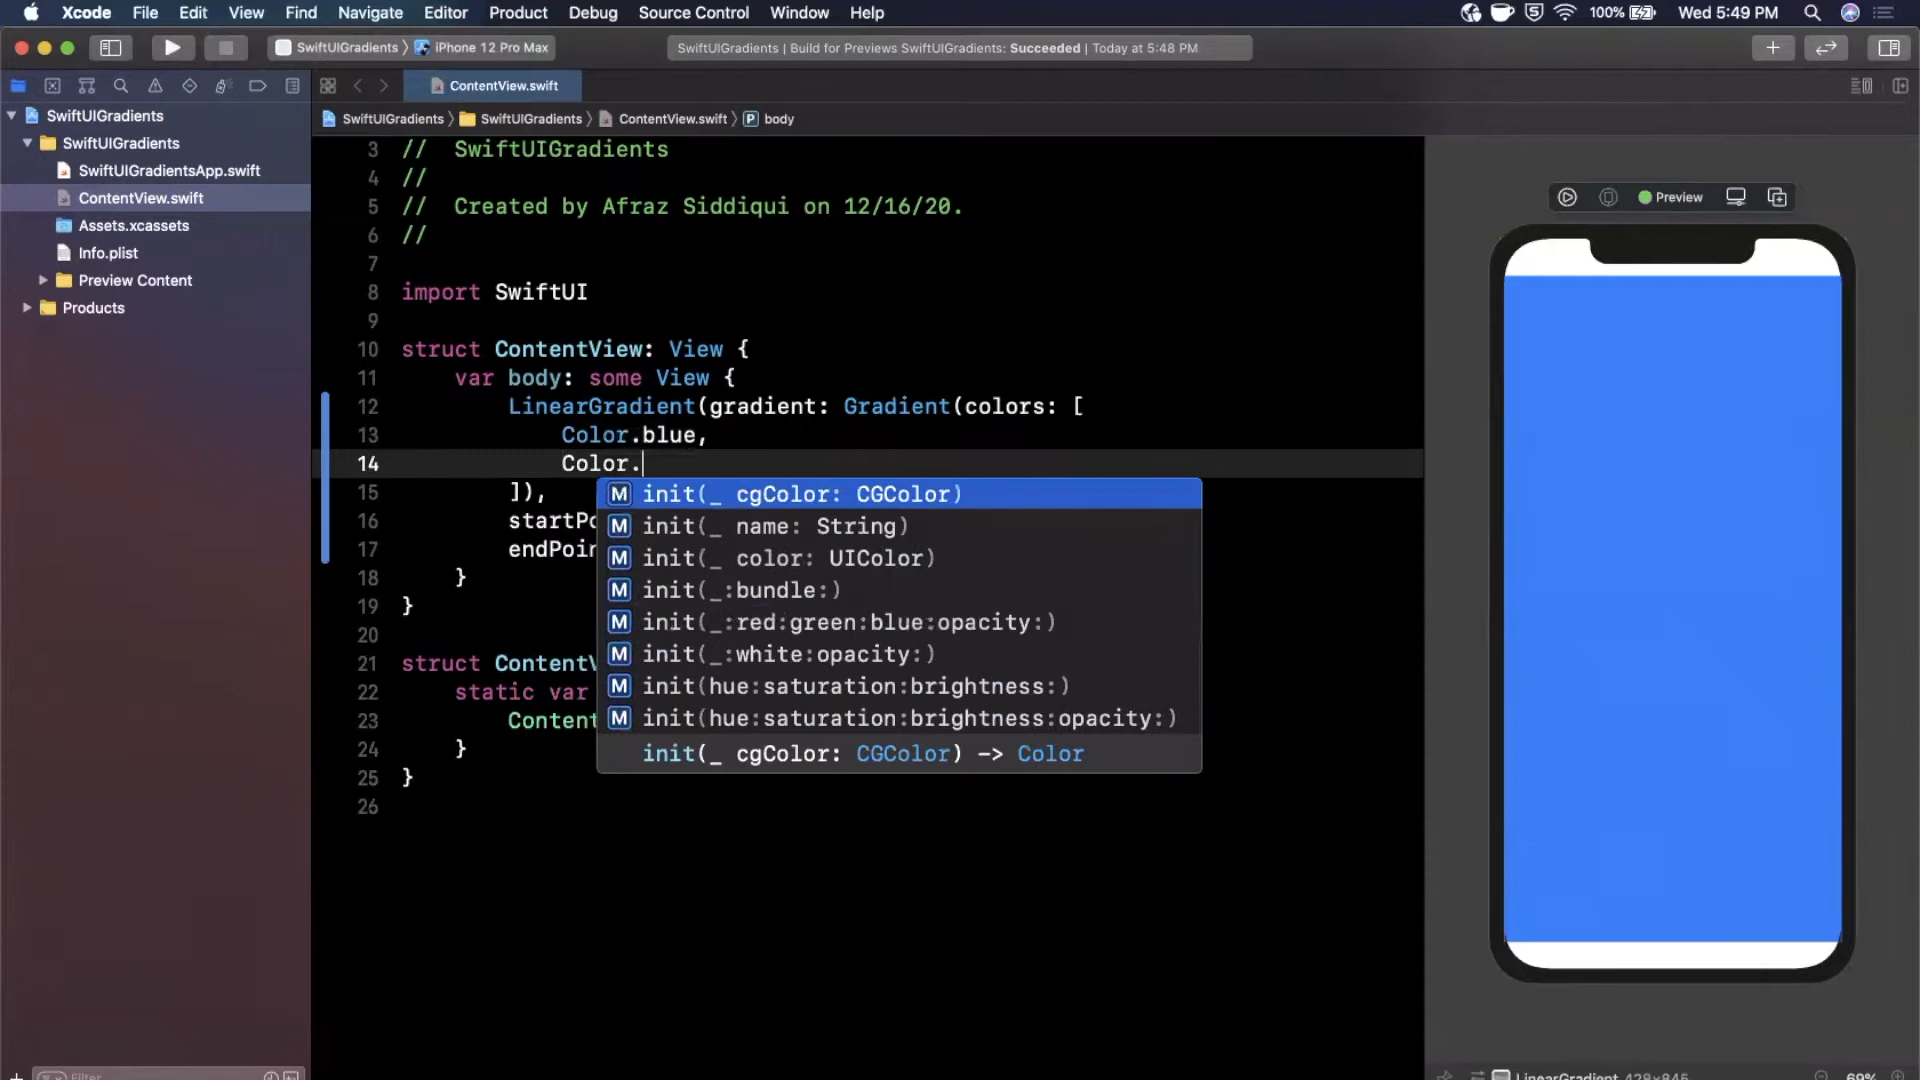 Xcode File Edit View Find Navigate Editor Product Debug Source Control Window Help 100% Wed 5:49 PM
SwiftUIGradients iPhone 12 Pro Max SwiftUIGradients | Build for Previews SwiftUIGradients: Succeeded | Today at 5:48 PM
ContentView.swift
SwiftUIGradients SwiftUIGradients ContentView.swift P body
SwiftUIGradients
SwiftUIGradients
SwiftUIGradientsApp.swift
ContentView.swift
Assets.xcassets
Info.plist
Preview Content
Products
3 // SwiftUIGradients
4 //
5 // Created by Afraz Siddiqui on 12/16/20.
6 //
7
8 import SwiftUI
9
10 struct ContentView: View {
11 var body: some View {
12 LinearGradient(gradient: Gradient(colors: [
13 Color.blue,
14 Color.
15 ]),
16 startPo
17 endPoin
18 }
19 }
20
21 struct ContentV
22 static var
23 Content
24 }
25 }
26
M init(_ cgColor: CGColor)
M init(_ name: String)
M init(_ color: UIColor)
M init(_:bundle:)
M init(_:red:green:blue:opacity:)
M init(_:white:opacity:)
M init(hue:saturation:brightness:)
M init(hue:saturation:brightness:opacity:)
init(_ cgColor: CGColor) -> Color
Preview
Filter
LinearGradient 428×845 69%